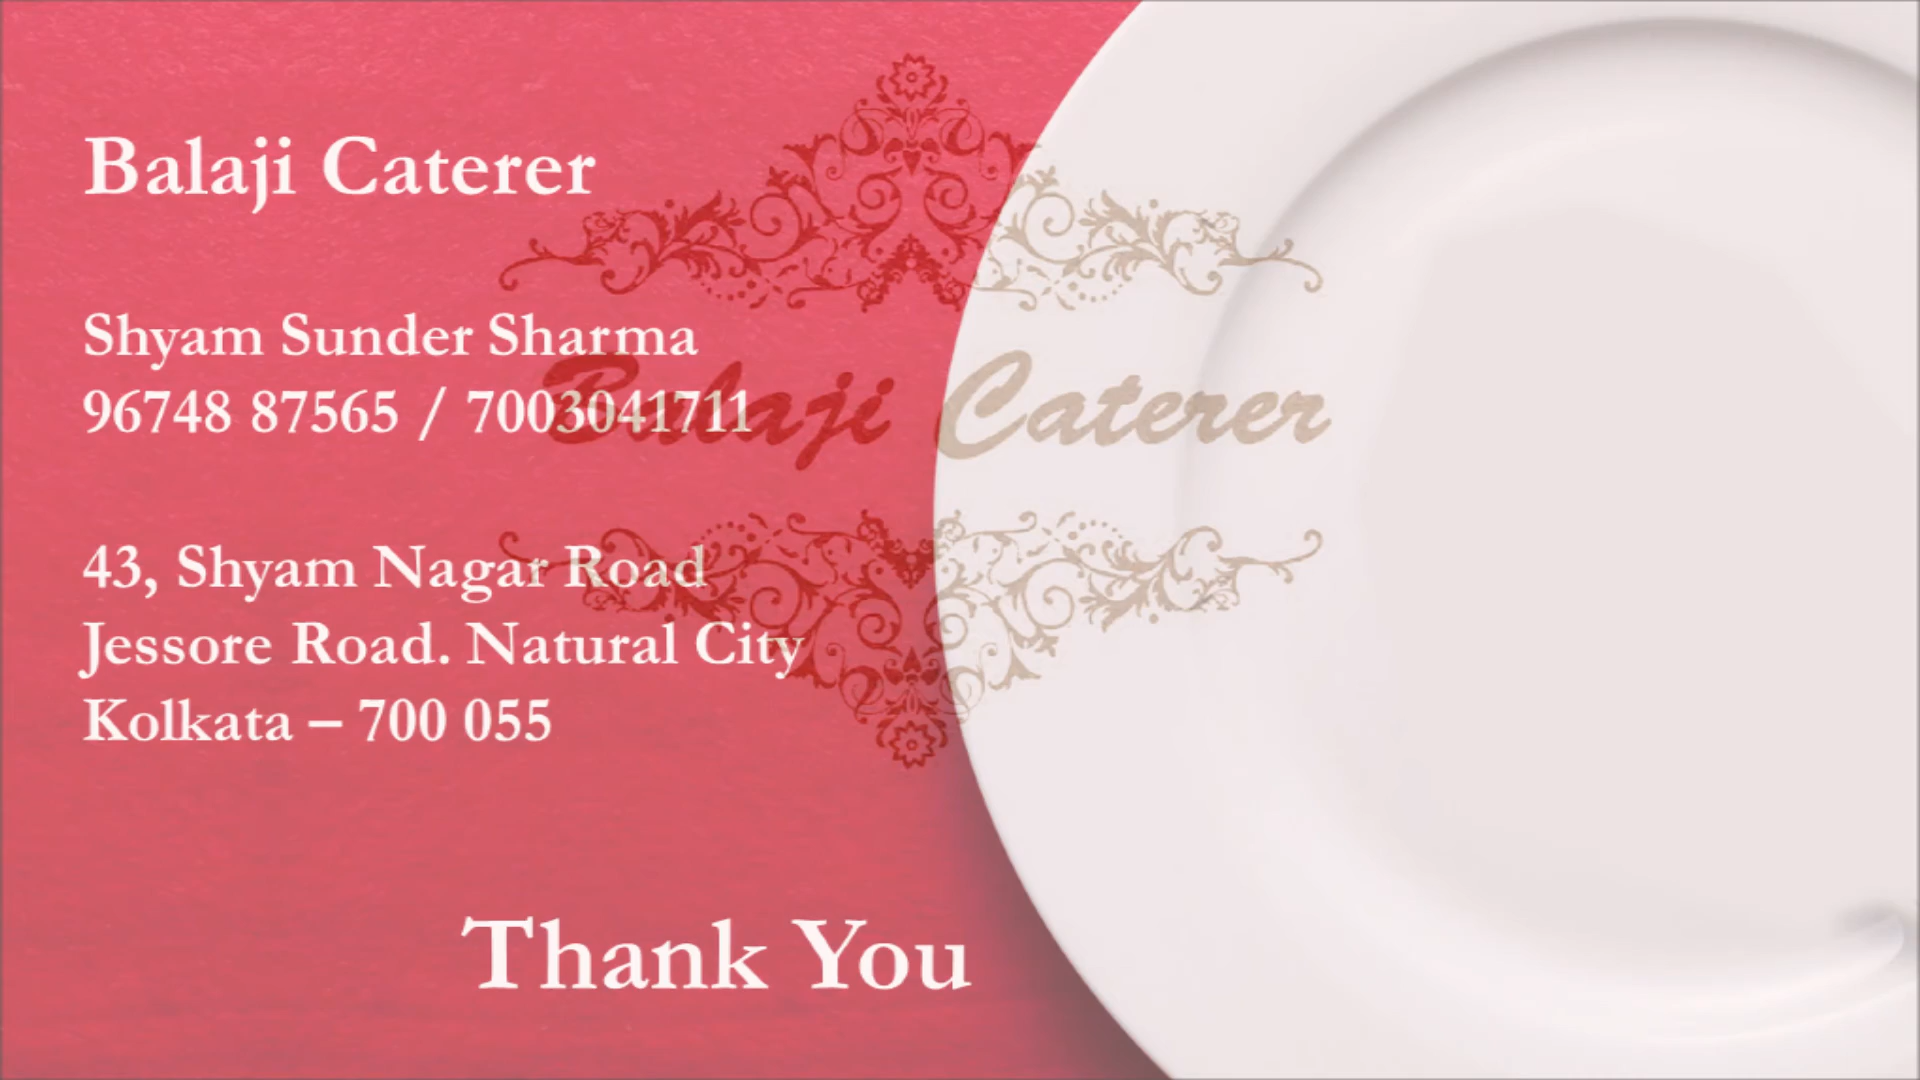 Balaji Caterer
Shyam Sunder Sharma
96748 87565 / 7003041711
Balaji Caterer
43, Shyam Nagar Road
Jessore Road. Natural City
Kolkata – 700 055
Thank You